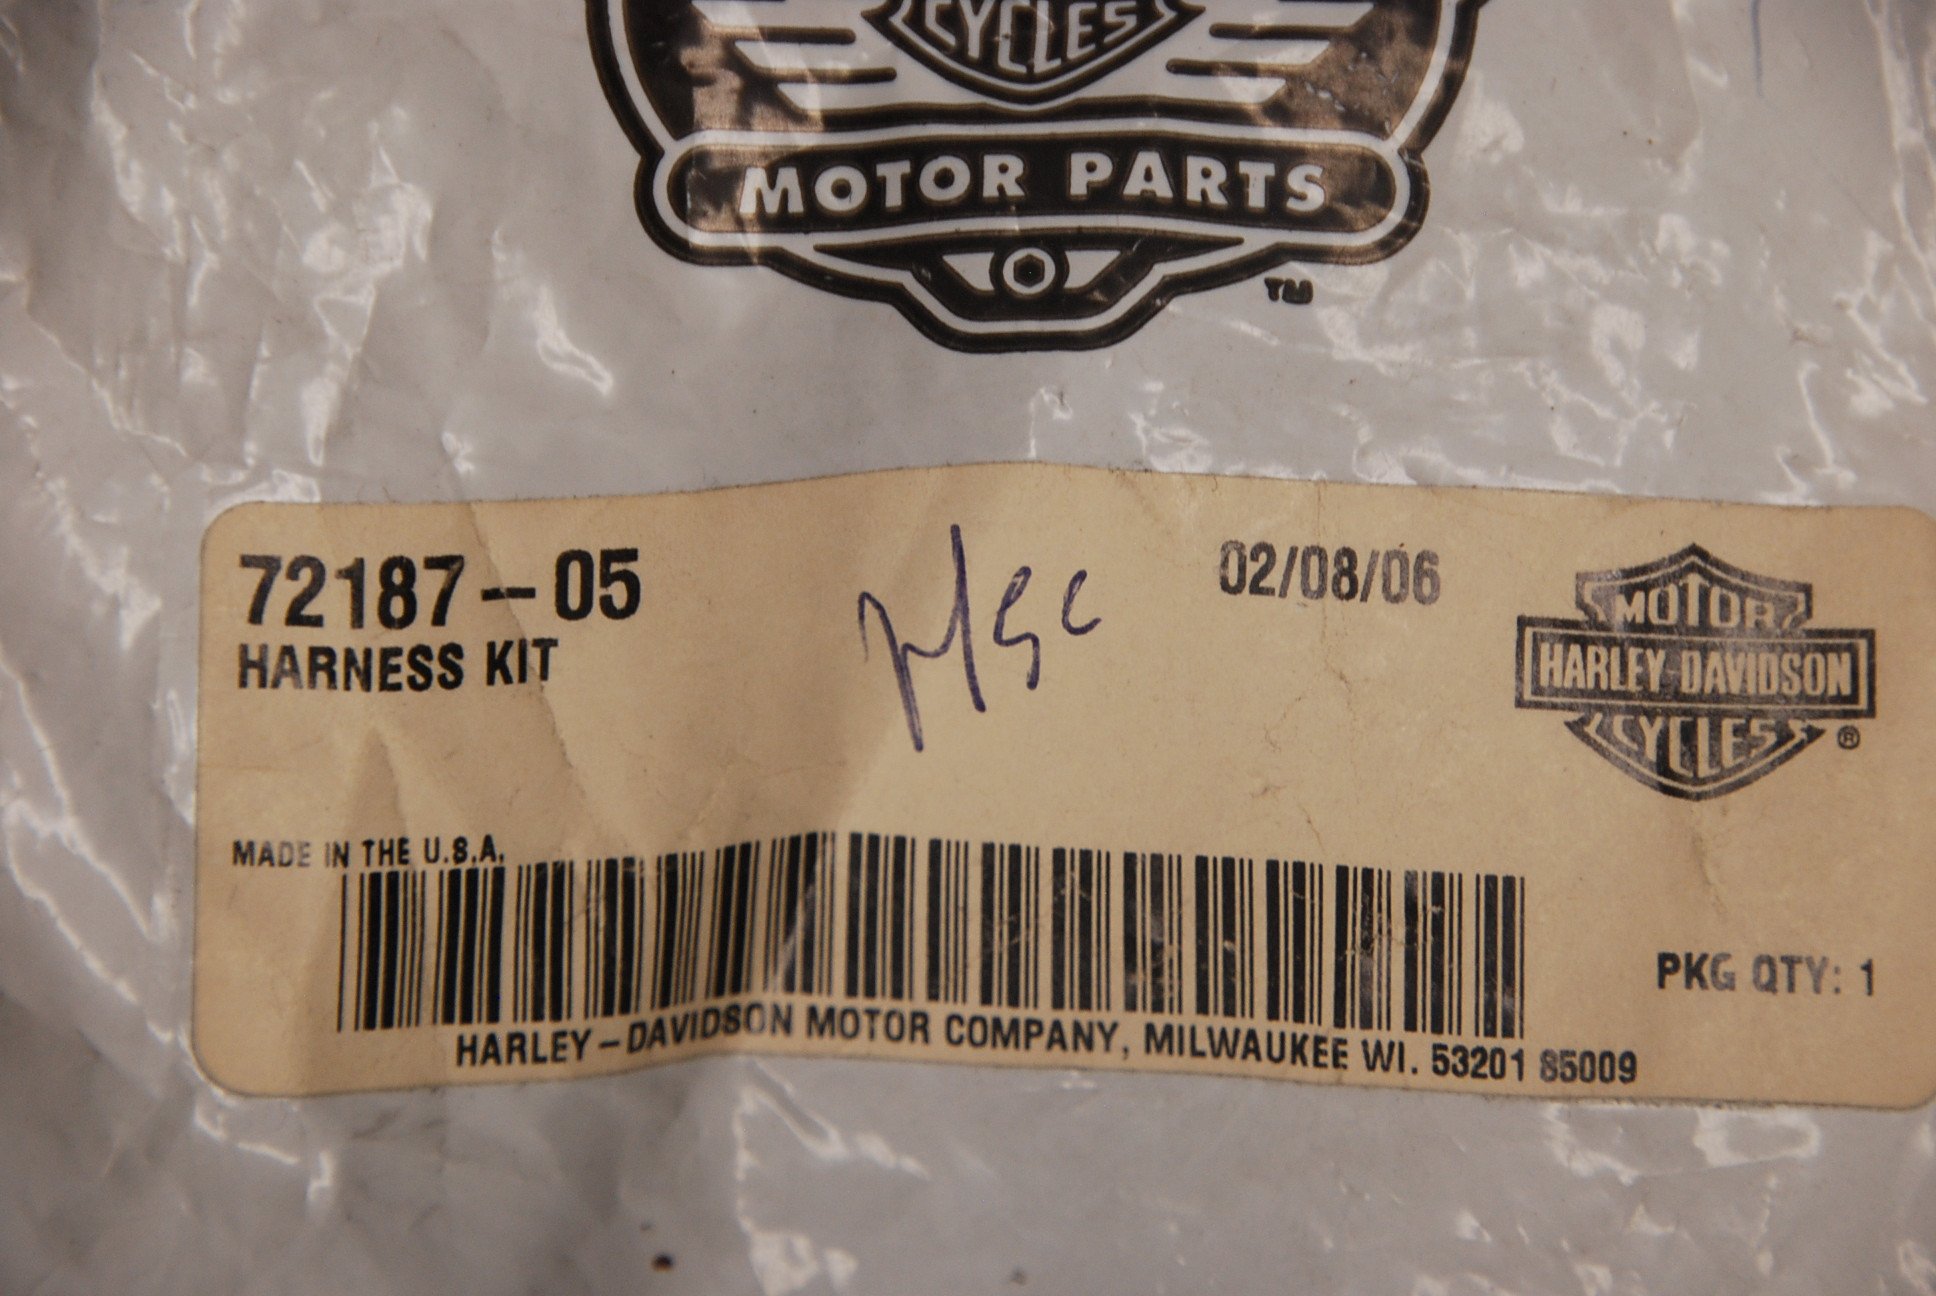 CYCLES
MOTOR PARTS
TM
72187-05
HARNESS KIT
02/08/06
MOTOR
HARLEY-DAVIDSON
CYCLES
®
MADE IN THE U.S.A.
PKG QTY: 1
HARLEY-DAVIDSON MOTOR COMPANY, MILWAUKEE WI. 53201 85009